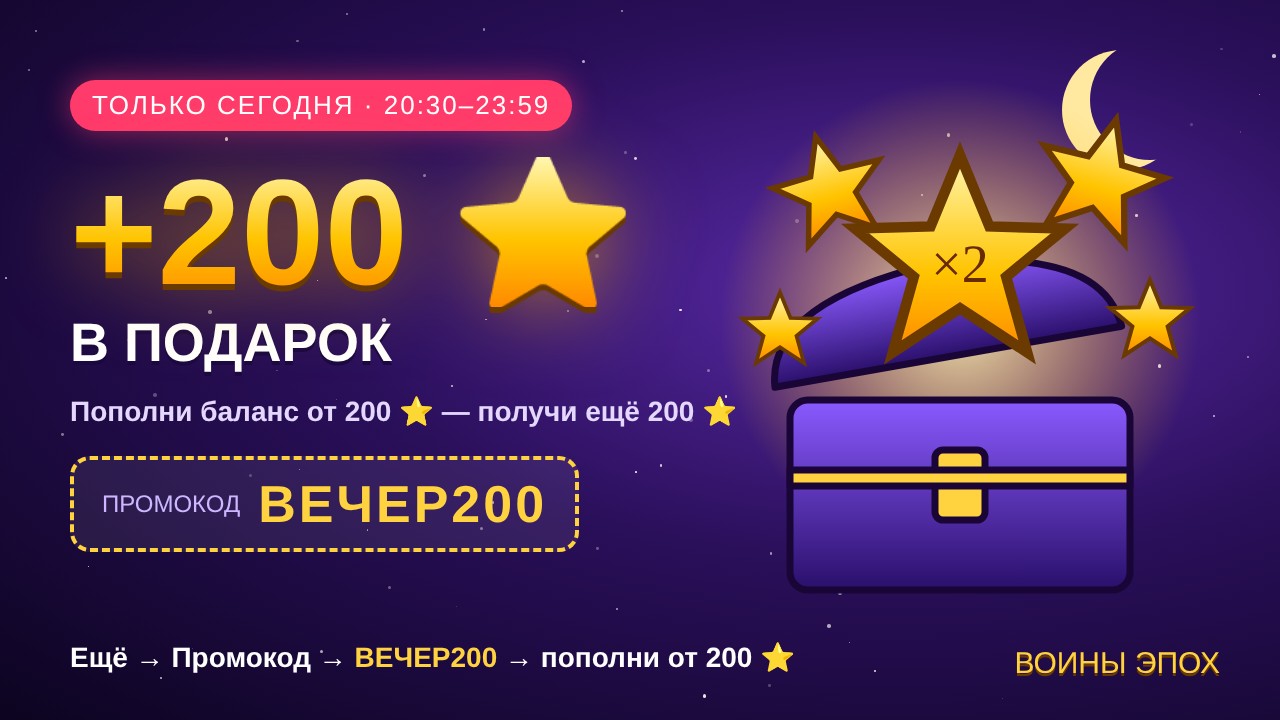 ТОЛЬКО СЕГОДНЯ · 20:30–23:59
+200 ⭐
В ПОДАРОК
Пополни баланс от 200 ⭐ — получи ещё 200 ⭐
ПРОМОКОД ВЕЧЕР200
×2
Ещё → Промокод → ВЕЧЕР200 → пополни от 200 ⭐
ВОИНЫ ЭПОХ